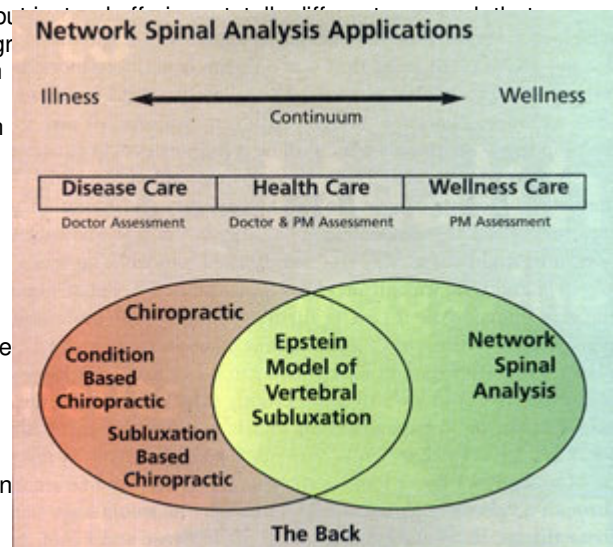 Network Spinal Analysis Applications
Illness
Wellness
Continuum
Disease Care
Health Care
Wellness Care
Doctor Assessment
Doctor & PM Assessment
PM Assessment
Chiropractic
Condition
Based
Chiropractic
Subluxation
Based
Chiropractic
Epstein
Model of
Vertebral
Subluxation
Network
Spinal
Analysis
The Back